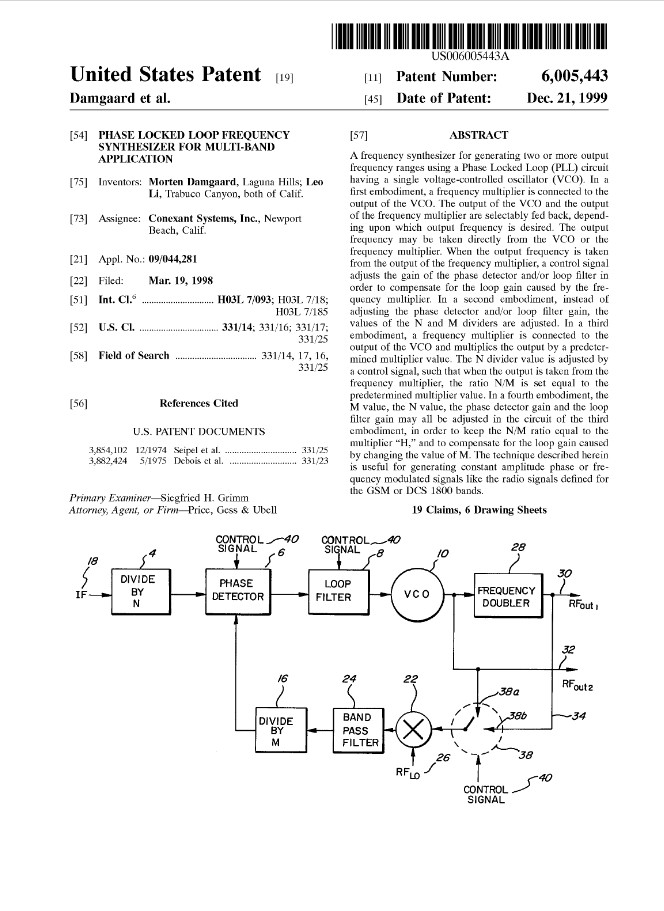 US006005443A
United States Patent [19]
Damgaard et al.
[11] Patent Number: 6,005,443
[45] Date of Patent: Dec. 21, 1999
[54] PHASE LOCKED LOOP FREQUENCY
SYNTHESIZER FOR MULTI-BAND
APPLICATION
[75] Inventors: Morten Damgaard, Laguna Hills; Leo
Li, Trabuco Canyon, both of Calif.
[73] Assignee: Conexant Systems, Inc., Newport
Beach, Calif.
[21] Appl. No.: 09/044,281
[22] Filed: Mar. 19, 1998
[51] Int. Cl.6 ............................. H03L 7/093; H03L 7/18;
H03L 7/185
[52] U.S. Cl. ................................ 331/14; 331/16; 331/17;
331/25
[58] Field of Search ................................. 331/14, 17, 16,
331/25
[56] References Cited
U.S. PATENT DOCUMENTS
3,854,102 12/1974 Seipel et al. ............................. 331/25
3,882,424 5/1975 Debois et al. ........................... 331/23
Primary Examiner—Siegfried H. Grimm
Attorney, Agent, or Firm—Price, Gess & Ubell
[57] ABSTRACT
A frequency synthesizer for generating two or more output
frequency ranges using a Phase Locked Loop (PLL) circuit
having a single voltage-controlled oscillator (VCO). In a
first embodiment, a frequency multiplier is connected to the
output of the VCO. The output of the VCO and the output
of the frequency multiplier are selectably fed back, depend-
ing upon which output frequency is desired. The output
frequency may be taken directly from the VCO or the
frequency multiplier. When the output frequency is taken
from the output of the frequency multiplier, a control signal
adjusts the gain of the phase detector and/or loop filter in
order to compensate for the loop gain caused by the fre-
quency multiplier. In a second embodiment, instead of
adjusting the phase detector and/or loop filter gain, the
values of the N and M dividers are adjusted. In a third
embodiment, a frequency multiplier is connected to the
output of the VCO and multiplies the output by a predeter-
mined multiplier value. The N divider value is adjusted by
a control signal, such that when the output is taken from the
frequency multiplier, the ratio N/M is set equal to the
predetermined multiplier value. In a fourth embodiment, the
M value, the N value, the phase detector gain and the loop
filter gain may all be adjusted in the circuit of the third
embodiment, in order to keep the N/M ratio equal to the
multiplier "H," and to compensate for the loop gain caused
by changing the value of M. The technique described herein
is useful for generating constant amplitude phase or fre-
quency modulated signals like the radio signals defined for
the GSM or DCS 1800 bands.
19 Claims, 6 Drawing Sheets
CONTROL SIGNAL 40
CONTROL SIGNAL 40
18
4
6
8
10
28
30
IF
DIVIDE BY N
PHASE DETECTOR
LOOP FILTER
VCO
FREQUENCY DOUBLER
RFout1
32
RFout2
16
24
22
38a
38b
34
DIVIDE BY M
BAND PASS FILTER
38
RFLO
26
40
CONTROL SIGNAL